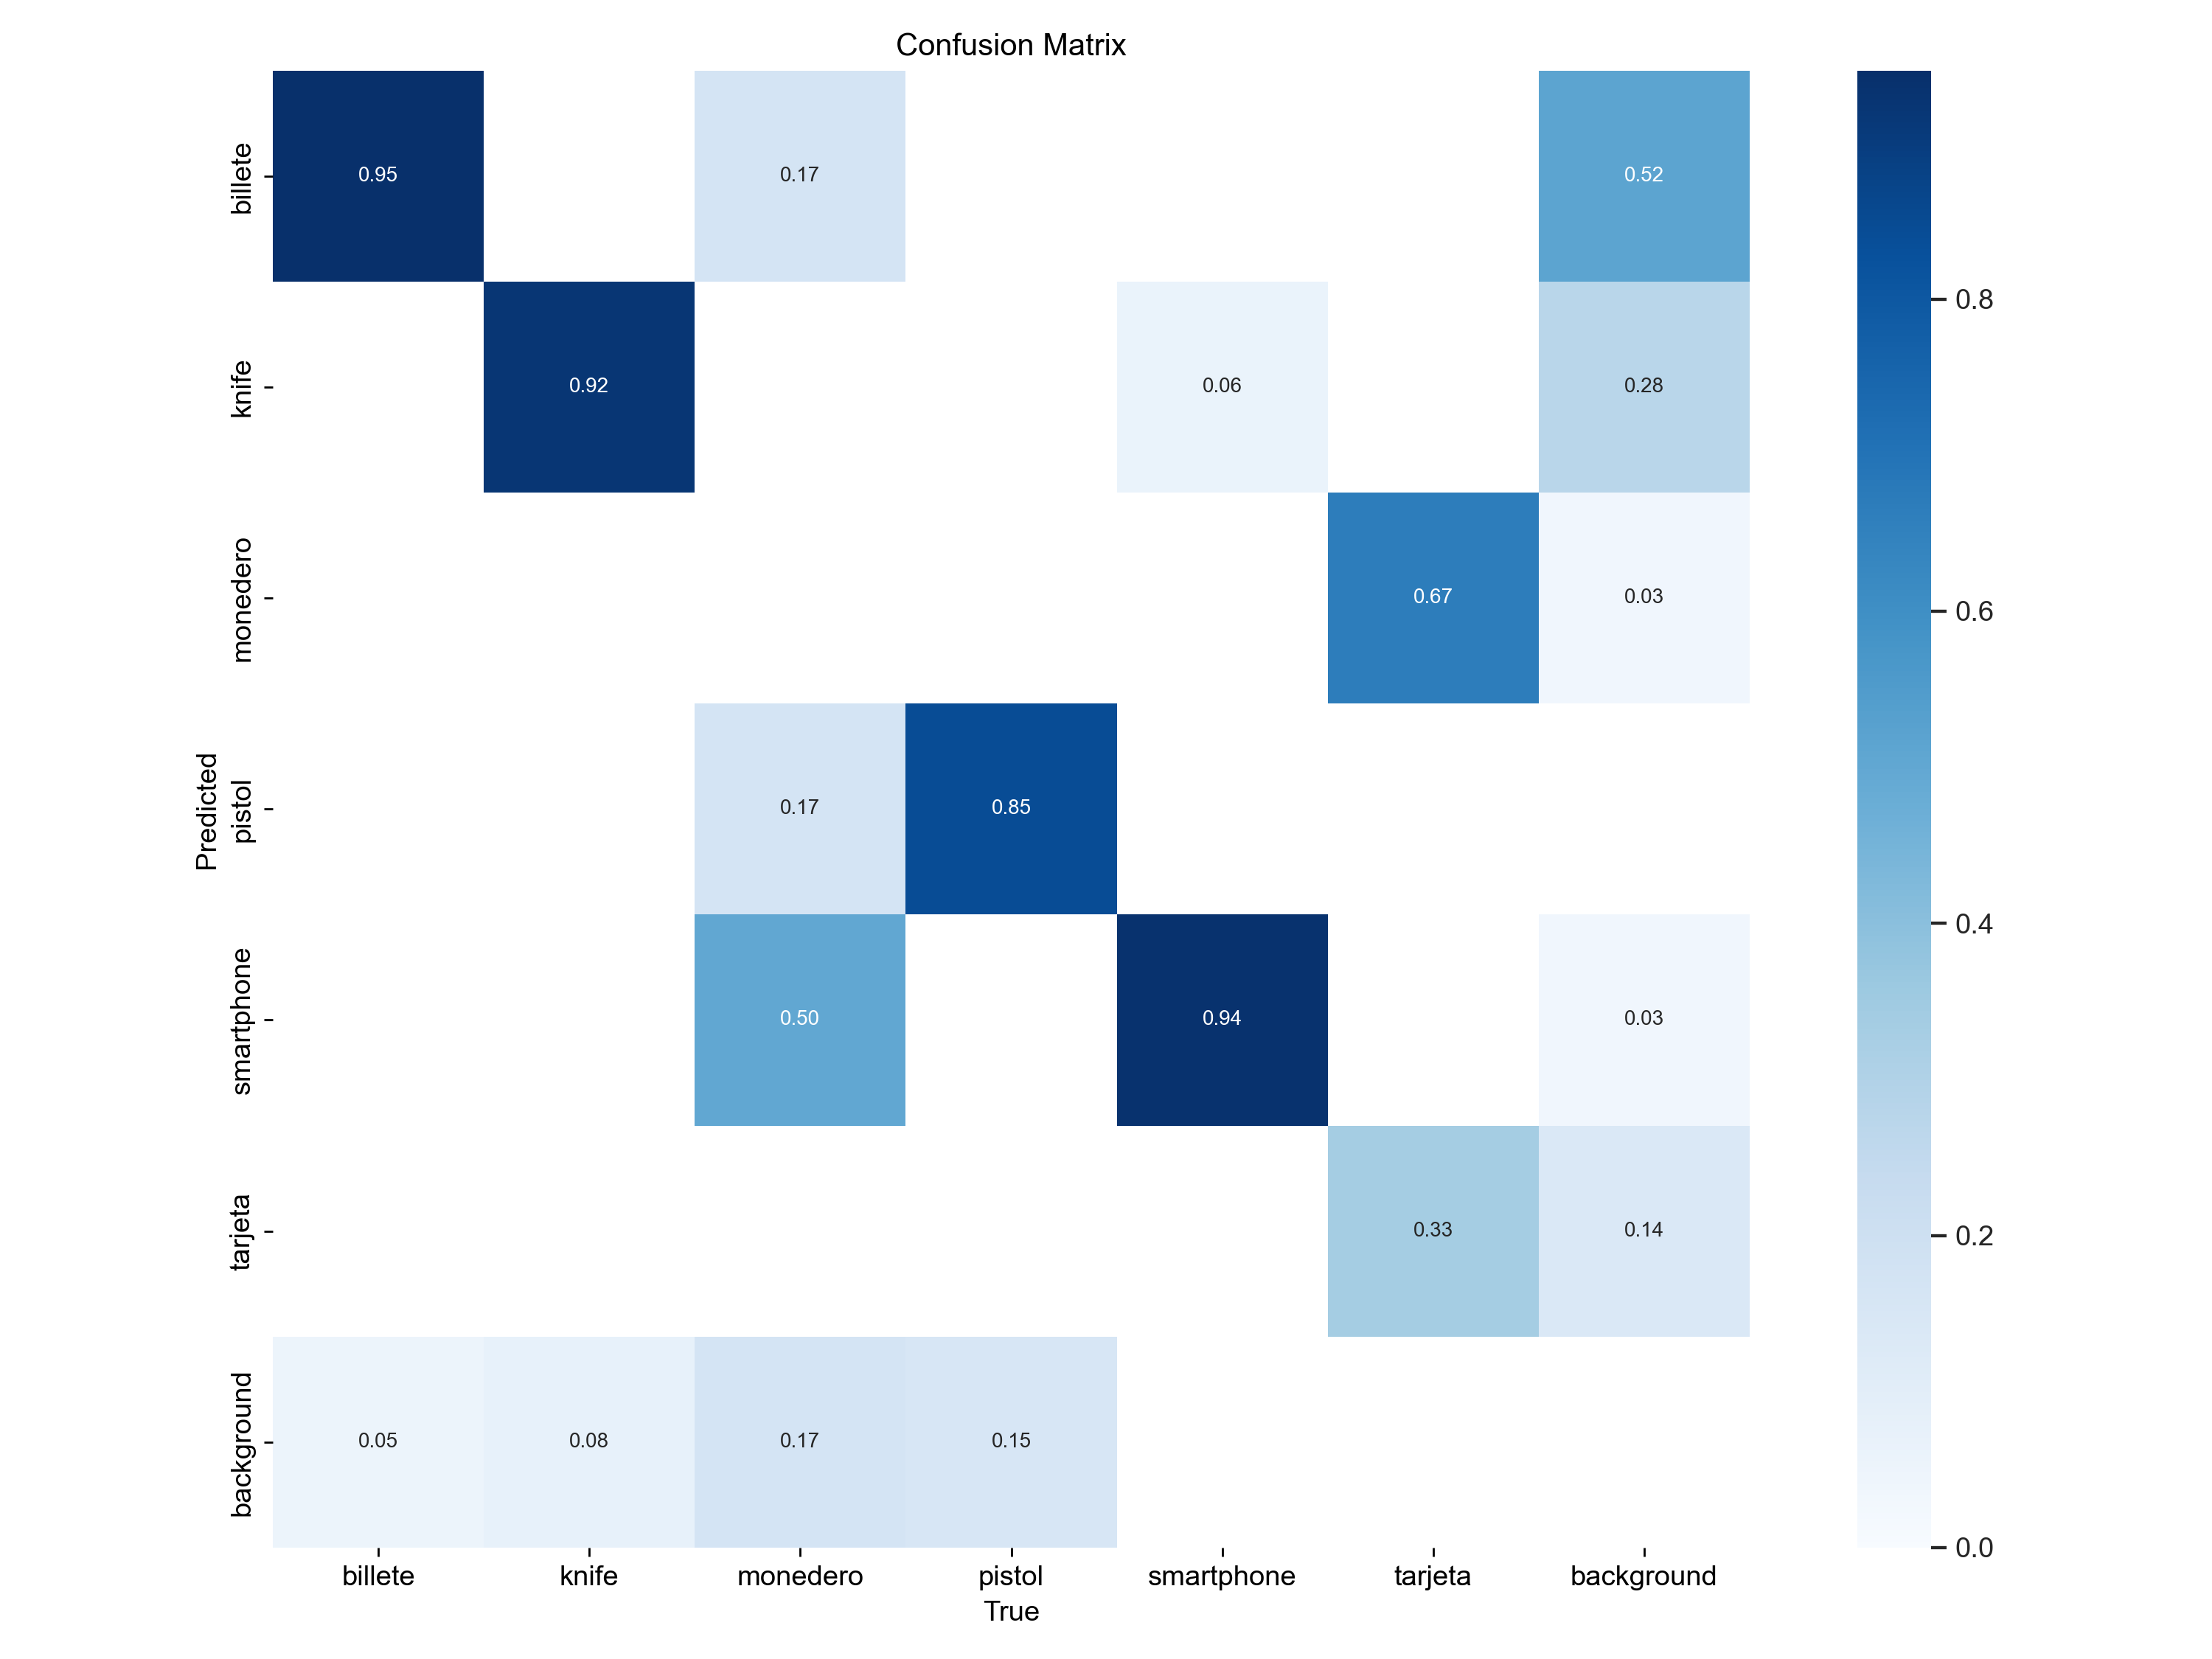 Confusion Matrix
billete
0.95
0.17
0.52
knife
0.92
0.06
0.28
0.8
monedero
0.67
0.03
0.6
Predicted
pistol
0.17
0.85
smartphone
0.50
0.94
0.03
0.4
tarjeta
0.33
0.14
0.2
background
0.05
0.08
0.17
0.15
0.0
billete
knife
monedero
pistol
smartphone
tarjeta
background
True